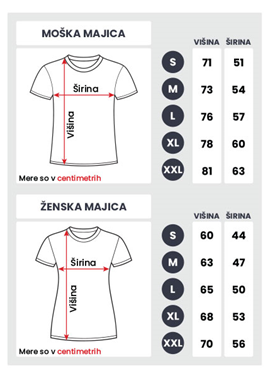 MOŠKA MAJICA
VIŠINA ŠIRINA
S 71 51
M 73 54
L 76 57
XL 78 60
XXL 81 63
Širina
Višina
Mere so v centimetrih
ŽENSKA MAJICA
VIŠINA ŠIRINA
S 60 44
M 63 47
L 65 50
XL 68 53
XXL 70 56
Širina
Višina
Mere so v centimetrih